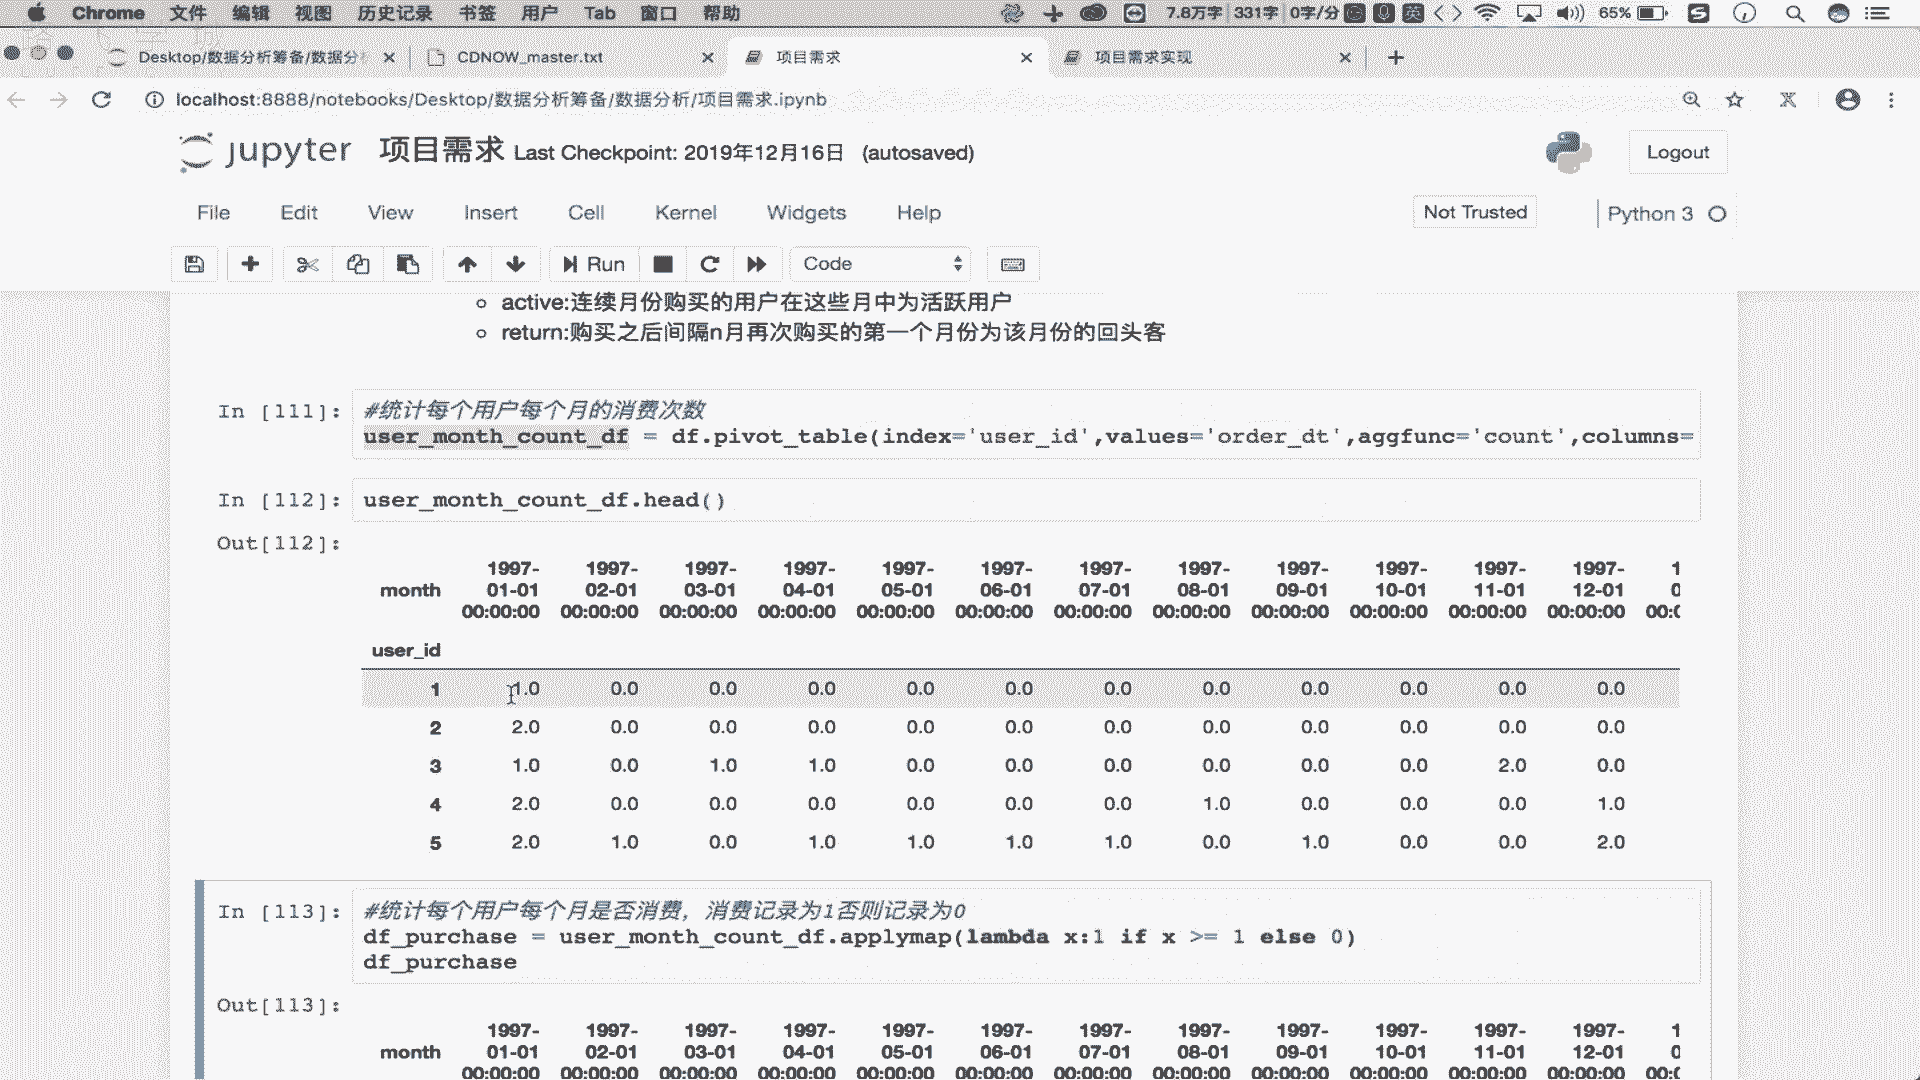 Chrome 文件 编辑 视图 历史记录 书签 用户 Tab 窗口 帮助 7.8万字 331字 0字/分 英 65%
Desktop/数据分析筹备/数据分 CDNOW_master.txt 项目需求 项目需求实现
localhost:8888/notebooks/Desktop/数据分析筹备/数据分析/项目需求.ipynb
jupyter 项目需求 Last Checkpoint: 2019年12月16日 (autosaved) Logout
File Edit View Insert Cell Kernel Widgets Help Not Trusted Python 3
Run Code
active:连续月份购买的用户在这些月中为活跃用户
return:购买之后间隔n月再次购买的第一个月份为该月份的回头客
In [111]: #统计每个用户每个月的消费次数
user_month_count_df = df.pivot_table(index='user_id',values='order_dt',aggfunc='count',columns=
In [112]: user_month_count_df.head()
Out[112]:
1997- 1997- 1997- 1997- 1997- 1997- 1997- 1997- 1997- 1997- 1997- 1997- 1
month 01-01 02-01 03-01 04-01 05-01 06-01 07-01 08-01 09-01 10-01 11-01 12-01 0
00:00:00 00:00:00 00:00:00 00:00:00 00:00:00 00:00:00 00:00:00 00:00:00 00:00:00 00:00:00 00:00:00 00:00:00 00:0
user_id
1 1.0 0.0 0.0 0.0 0.0 0.0 0.0 0.0 0.0 0.0 0.0 0.0
2 2.0 0.0 0.0 0.0 0.0 0.0 0.0 0.0 0.0 0.0 0.0 0.0
3 1.0 0.0 1.0 1.0 0.0 0.0 0.0 0.0 0.0 0.0 2.0 0.0
4 2.0 0.0 0.0 0.0 0.0 0.0 0.0 1.0 0.0 0.0 0.0 1.0
5 2.0 1.0 0.0 1.0 1.0 1.0 1.0 0.0 1.0 0.0 0.0 2.0
In [113]: #统计每个用户每个月是否消费，消费记录为1否则记录为0
df_purchase = user_month_count_df.applymap(lambda x:1 if x >= 1 else 0)
df_purchase
Out[113]:
1997- 1997- 1997- 1997- 1997- 1997- 1997- 1997- 1997- 1997- 1997- 1997- 1
month 01-01 02-01 03-01 04-01 05-01 06-01 07-01 08-01 09-01 10-01 11-01 12-01 0
00:00:00 00:00:00 00:00:00 00:00:00 00:00:00 00:00:00 00:00:00 00:00:00 00:00:00 00:00:00 00:00:00 00:00:00 00:0